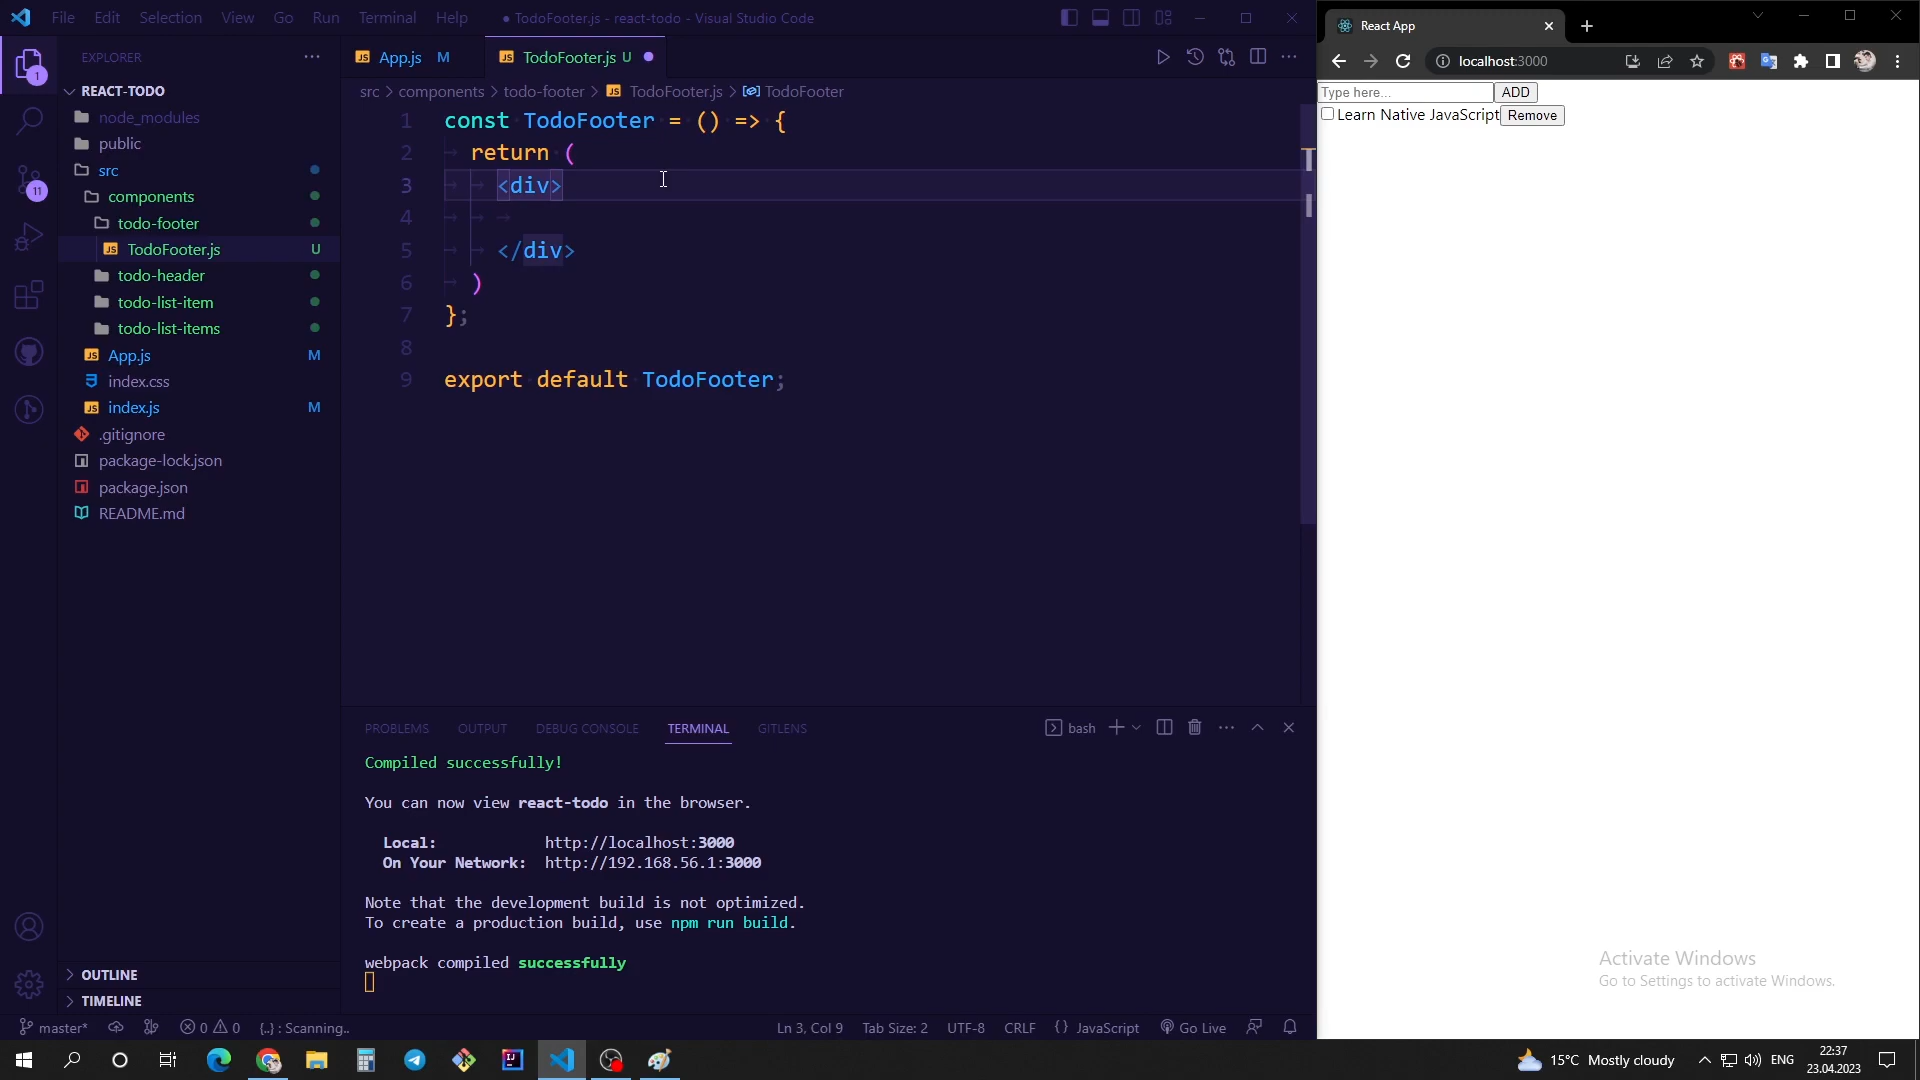 File Edit Selection View Go Run Terminal Help
● TodoFooter.js - react-todo - Visual Studio Code
React App
localhost:3000
EXPLORER
REACT-TODO
node_modules
public
src
components
todo-footer
TodoFooter.js U
todo-header
todo-list-item
todo-list-items
App.js M
index.css
index.js M
.gitignore
package-lock.json
package.json
README.md
OUTLINE
TIMELINE
1
11
JS App.js M
JS TodoFooter.js U
src > components > todo-footer > JS TodoFooter.js > TodoFooter
1 const TodoFooter = () => {
2 return (
3 <div>
4
5 </div>
6 )
7 };
8
9 export default TodoFooter;
PROBLEMS OUTPUT DEBUG CONSOLE TERMINAL GITLENS
bash
Compiled successfully!
You can now view react-todo in the browser.
Local: http://localhost:3000
On Your Network: http://192.168.56.1:3000
Note that the development build is not optimized.
To create a production build, use npm run build.
webpack compiled successfully
master* 0 0 {..} : Scanning..
Ln 3, Col 9 Tab Size: 2 UTF-8 CRLF {} JavaScript Go Live
Type here... ADD
Learn Native JavaScript Remove
Activate Windows
Go to Settings to activate Windows.
15°C Mostly cloudy
ENG
22:37
23.04.2023